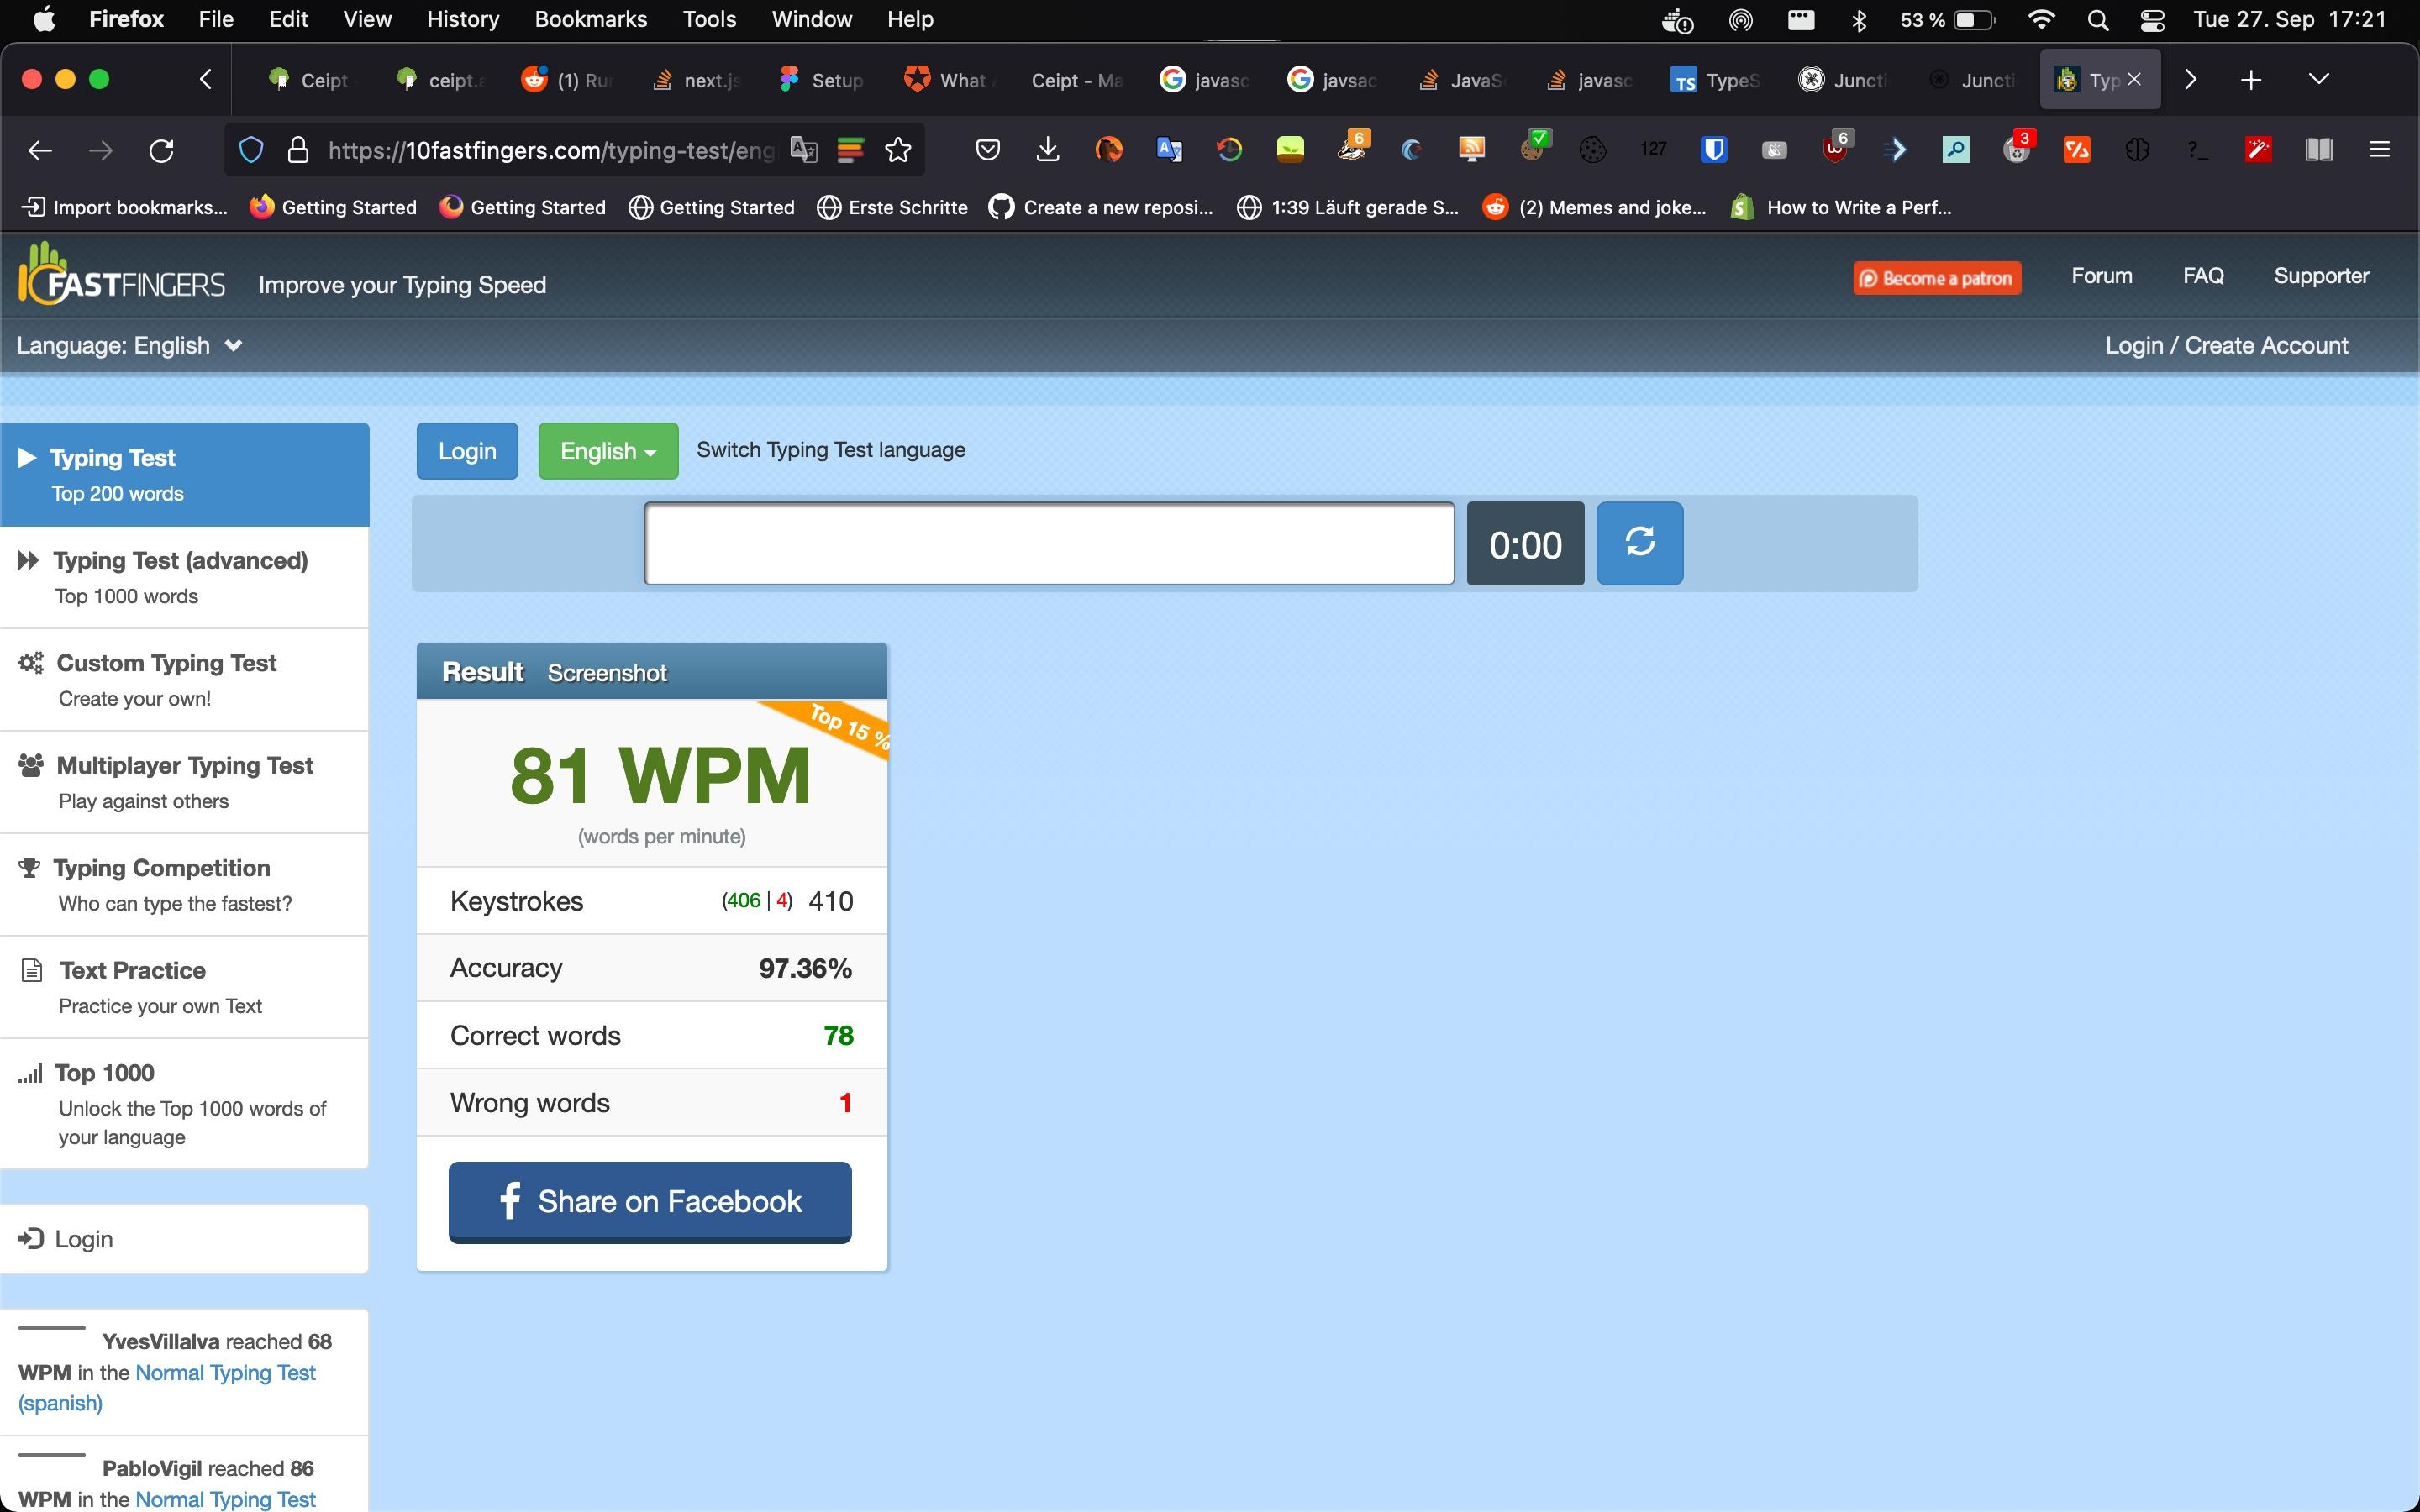 Firefox File Edit View History Bookmarks Tools Window Help 53 % Tue 27. Sep 17:21
Ceipt ceipt. (1) Ru next.js Setup What Ceipt - Ma javasc javsac JavaS javasc TS TypeS Juncti Juncti Typ
https://10fastfingers.com/typing-test/eng 6 127 6 3
Import bookmarks... Getting Started Getting Started Getting Started Erste Schritte Create a new reposi... 1:39 Läuft gerade S... (2) Memes and joke... How to Write a Perf...
10FASTFINGERS Improve your Typing Speed Become a patron Forum FAQ Supporter
Language: English Login / Create Account
Login English Switch Typing Test language
0:00
Typing Test
Top 200 words
Typing Test (advanced)
Top 1000 words
Custom Typing Test
Create your own!
Multiplayer Typing Test
Play against others
Typing Competition
Who can type the fastest?
Text Practice
Practice your own Text
Top 1000
Unlock the Top 1000 words of
your language
Login
YvesVillalva reached 68
WPM in the Normal Typing Test
(spanish)
PabloVigil reached 86
WPM in the Normal Typing Test
Result Screenshot
Top 15 %
81 WPM
(words per minute)
Keystrokes (406 | 4) 410
Accuracy 97.36%
Correct words 78
Wrong words 1
Share on Facebook